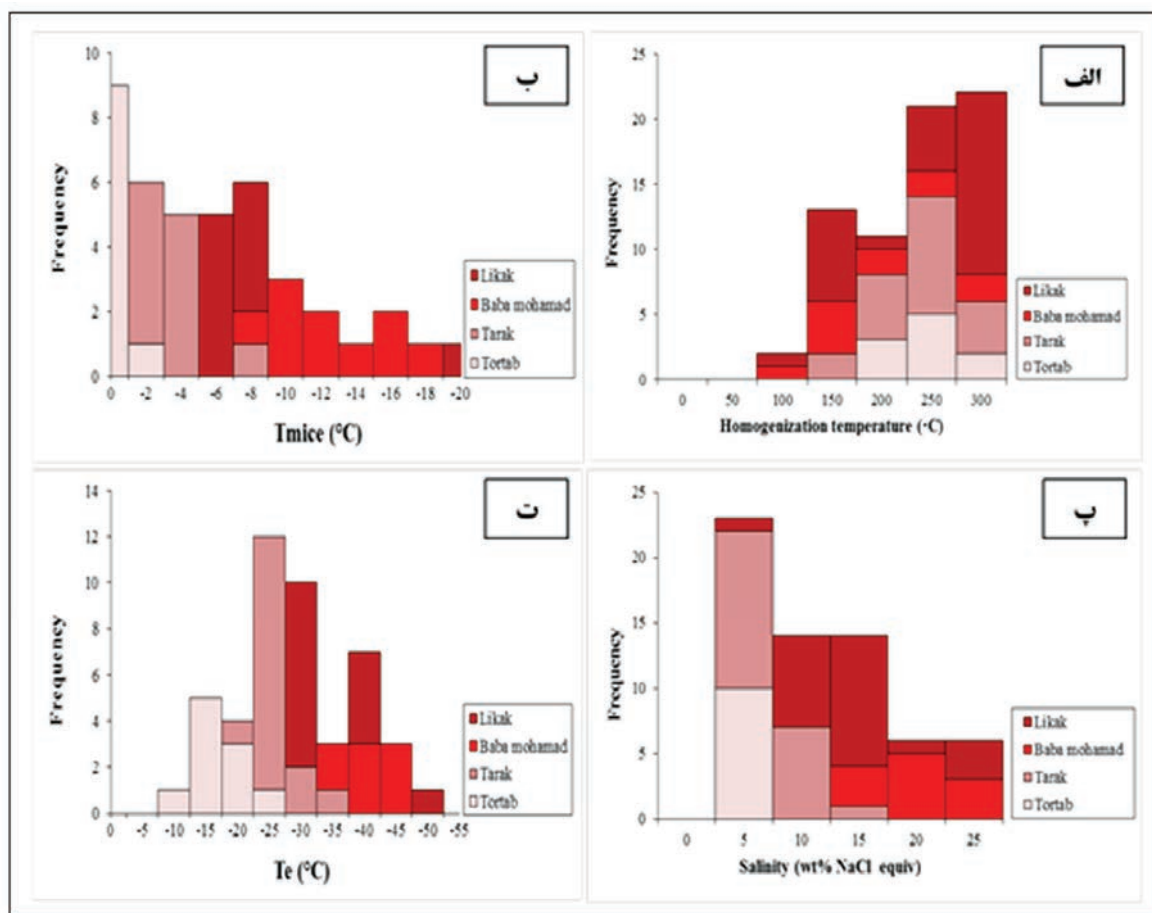 ب
10
8
6
4
2
0
Frequency
0 -2 -4 -6 -8 -10 -12 -14 -16 -18 -20
Tmice (°C)
Likak
Baba mohamad
Tarak
Tortab
الف
25
20
15
10
5
0
Frequency
0 50 100 150 200 250 300
Homogenization temperature (·C)
Likak
Baba mohamad
Tarak
Tortab
ت
14
12
10
8
6
4
2
0
Frequency
0 -5 -10 -15 -20 -25 -30 -35 -40 -45 -50 -55
Te (°C)
Likak
Baba mohamad
Tarak
Tortab
پ
25
20
15
10
5
0
Frequency
0 5 10 15 20 25
Salinity (wt% NaCl equiv)
Likak
Baba mohamad
Tarak
Tortab